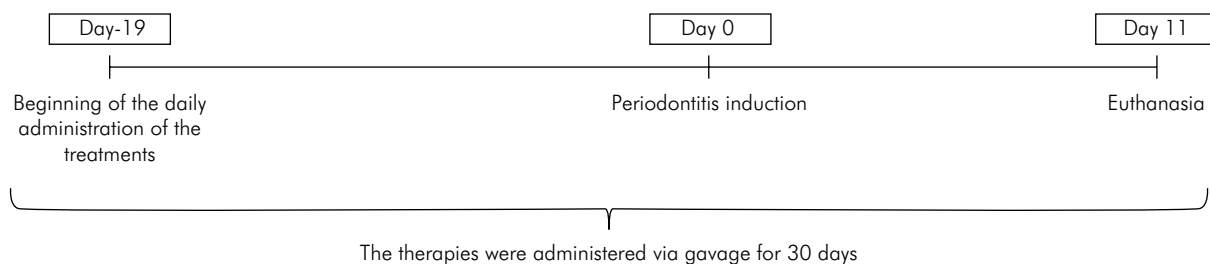 Day-19
Day 0
Day 11
Beginning of the daily
administration of the
treatments
Periodontitis induction
Euthanasia
The therapies were administered via gavage for 30 days